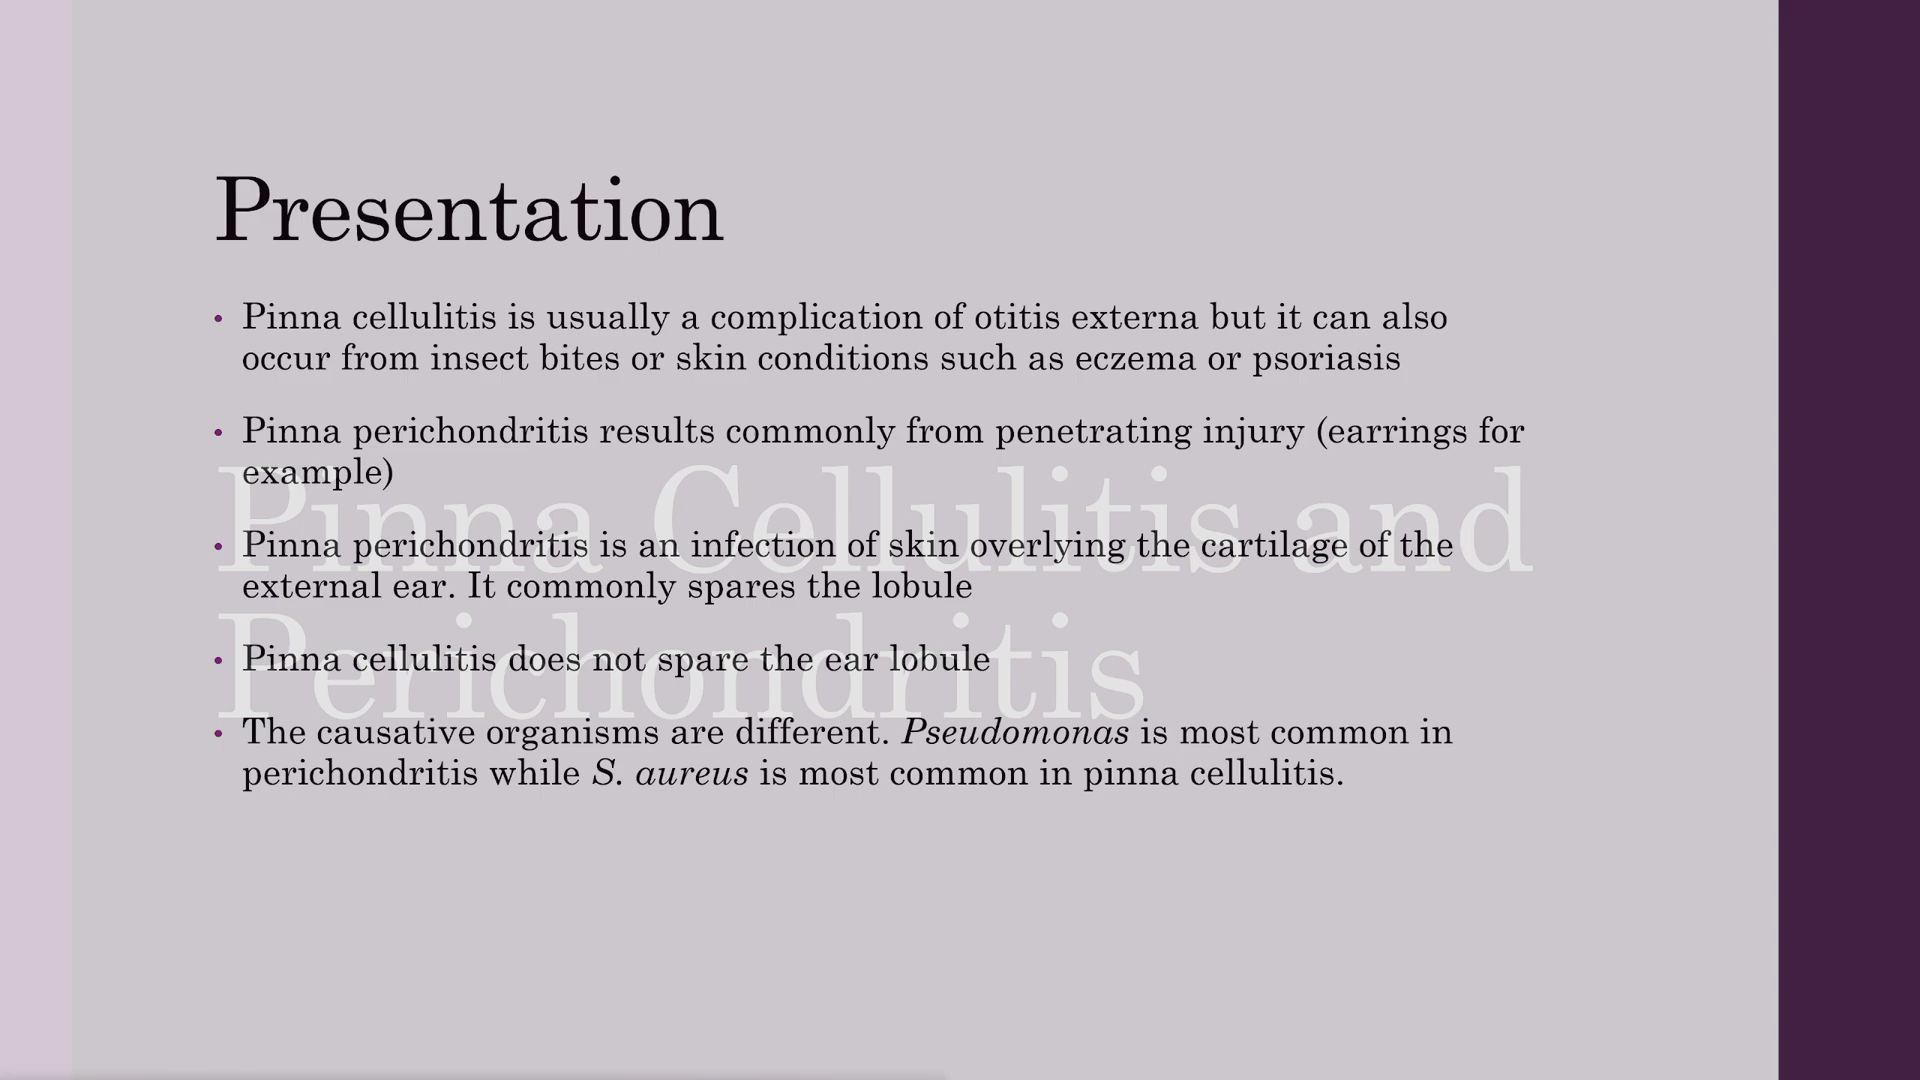 Presentation
• Pinna cellulitis is usually a complication of otitis externa but it can also
occur from insect bites or skin conditions such as eczema or psoriasis
• Pinna perichondritis results commonly from penetrating injury (earrings for
example)
Pinna Cellulitis and
• Pinna perichondritis is an infection of skin overlying the cartilage of the
external ear. It commonly spares the lobule
Perichondritis
• Pinna cellulitis does not spare the ear lobule
• The causative organisms are different. Pseudomonas is most common in
perichondritis while S. aureus is most common in pinna cellulitis.